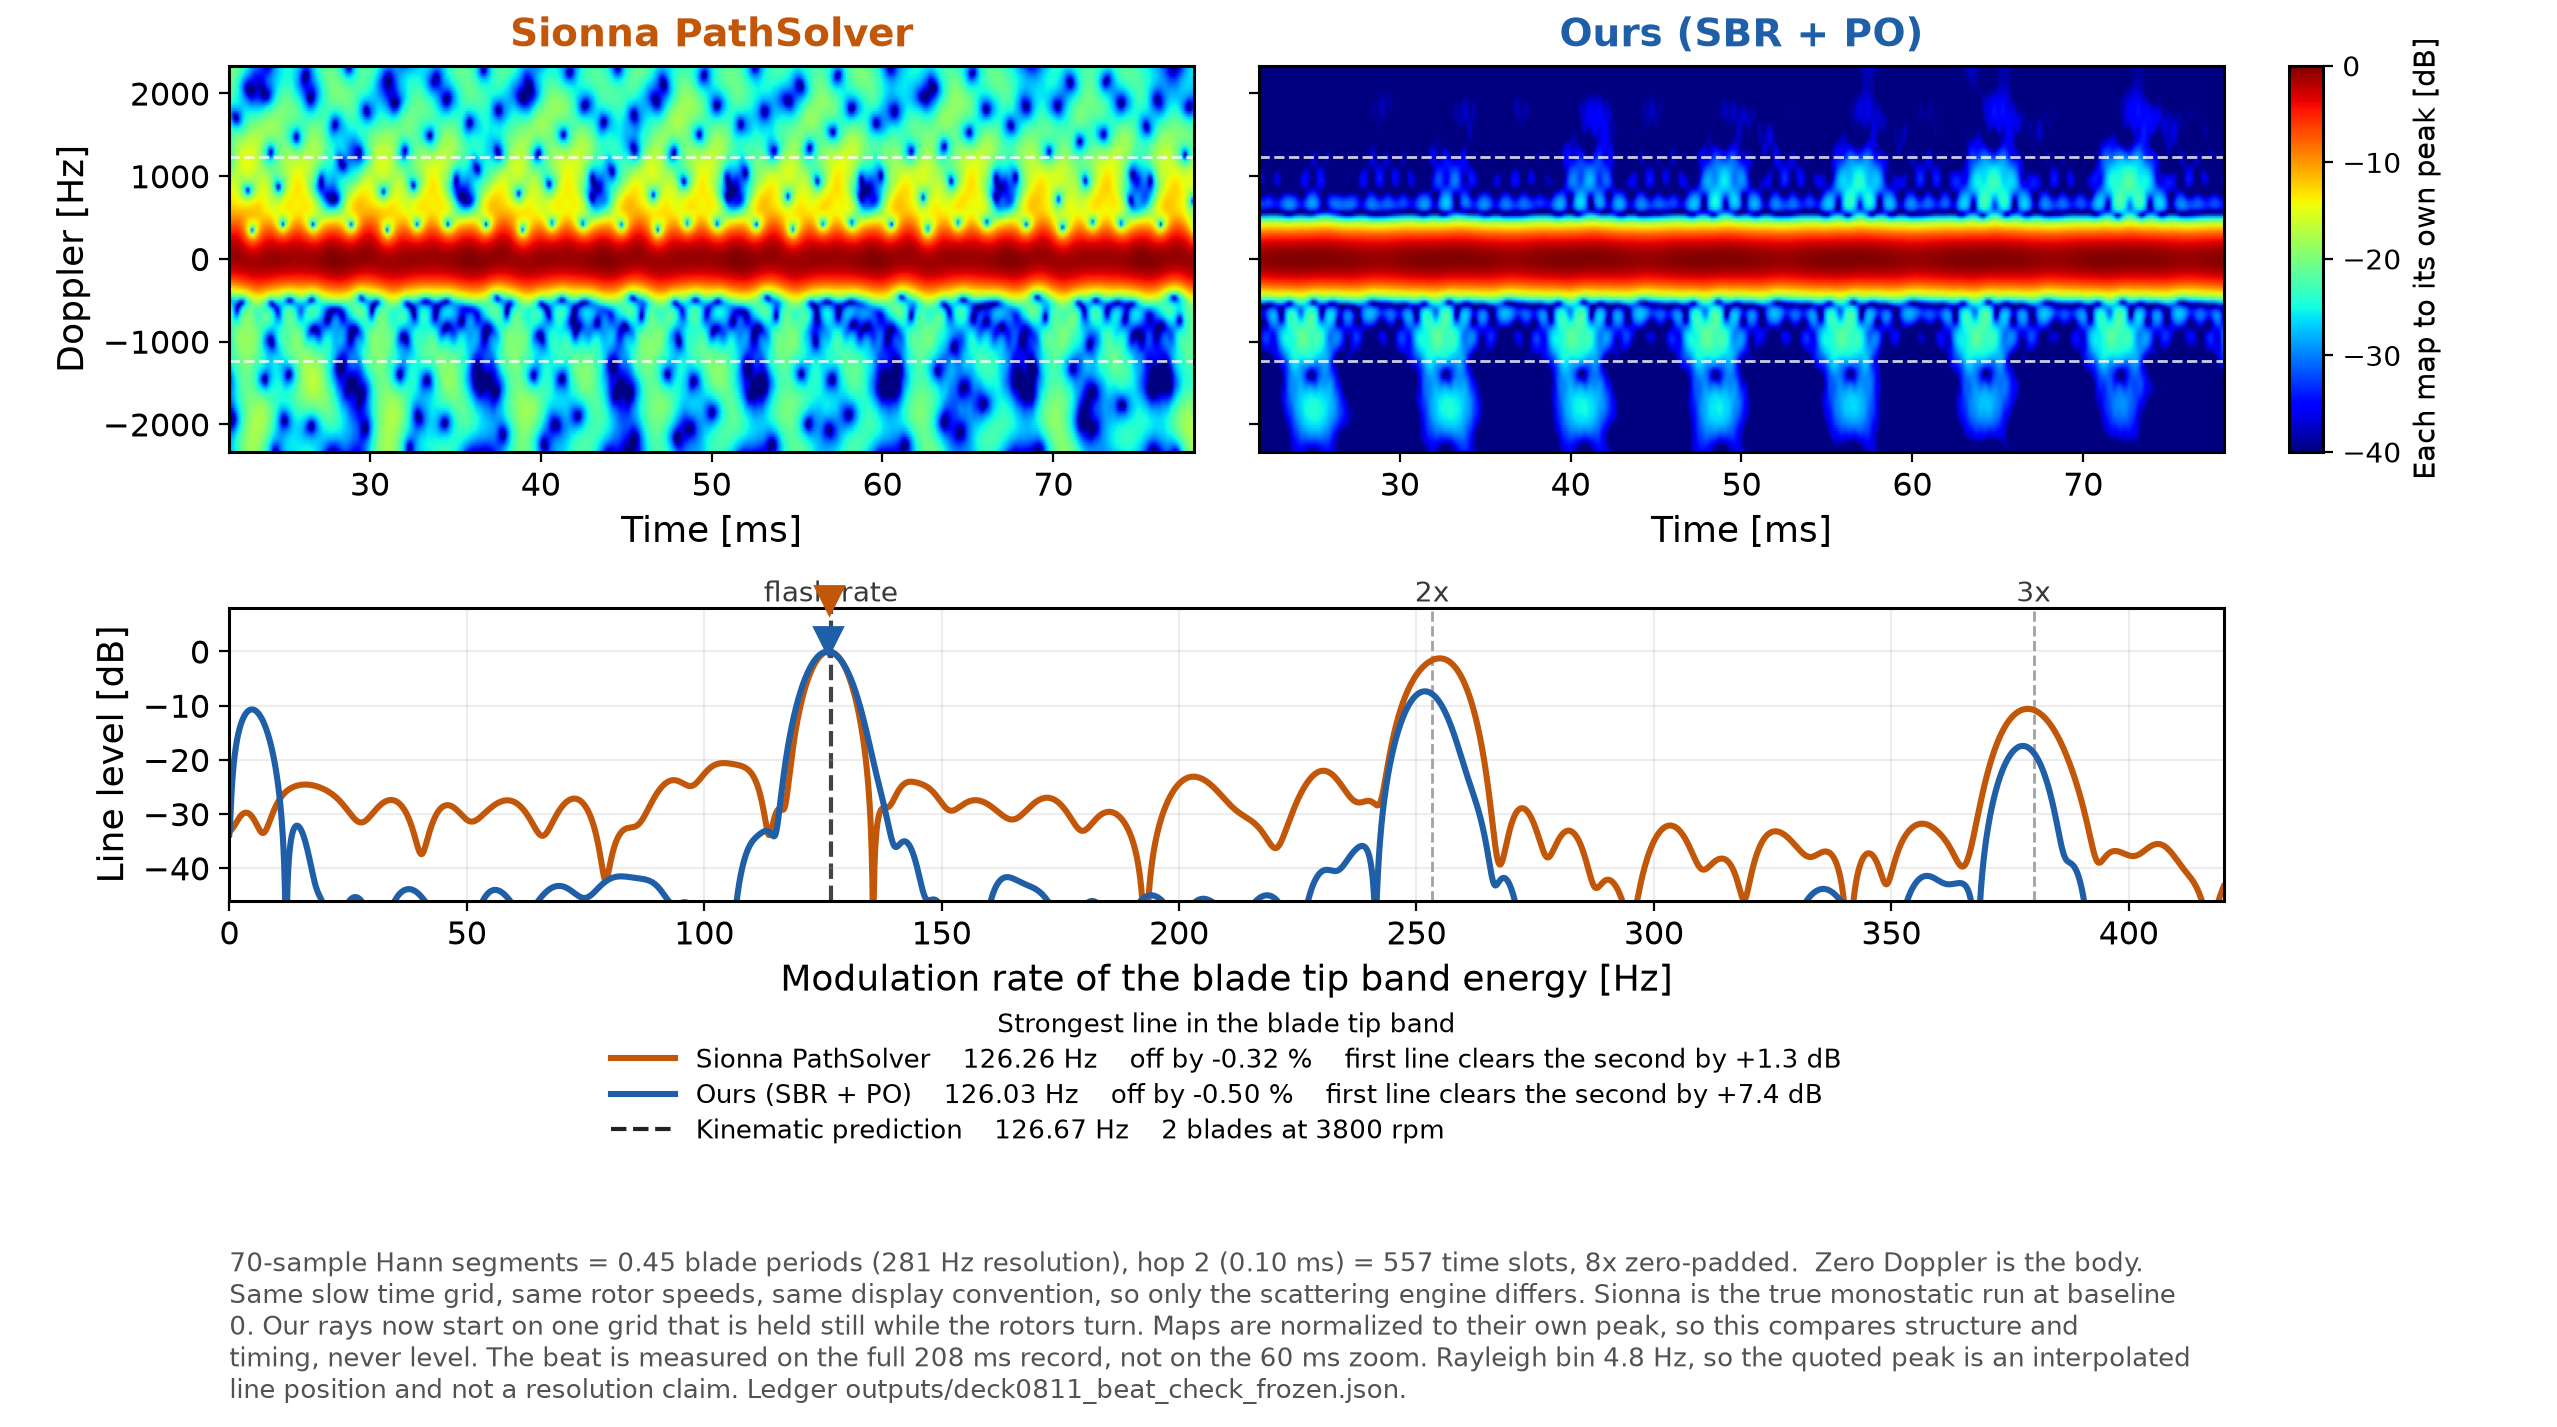 Sionna PathSolver
Ours (SBR + PO)
Doppler [Hz]
2000
1000
0
−1000
−2000
30 40 50 60 70
Time [ms]
30 40 50 60 70
Time [ms]
0
−10
−20
−30
−40
Each map to its own peak [dB]
rate 2x 3x
Line level [dB]
0
−10
−20
−30
−40
0 50 100 150 200 250 300 350 400
Modulation rate of the blade tip band energy [Hz]
Strongest line in the blade tip band
Sionna PathSolver 126.26 Hz off by -0.32 % first line clears the second by +1.3 dB
Ours (SBR + PO) 126.03 Hz off by -0.50 % first line clears the second by +7.4 dB
Kinematic prediction 126.67 Hz 2 blades at 3800 rpm
70-sample Hann segments = 0.45 blade periods (281 Hz resolution), hop 2 (0.10 ms) = 557 time slots, 8x zero-padded. Zero Doppler is the body.
Same slow time grid, same rotor speeds, same display convention, so only the scattering engine differs. Sionna is the true monostatic run at baseline
0. Our rays now start on one grid that is held still while the rotors turn. Maps are normalized to their own peak, so this compares structure and
timing, never level. The beat is measured on the full 208 ms record, not on the 60 ms zoom. Rayleigh bin 4.8 Hz, so the quoted peak is an interpolated
line position and not a resolution claim. Ledger outputs/deck0811_beat_check_frozen.json.